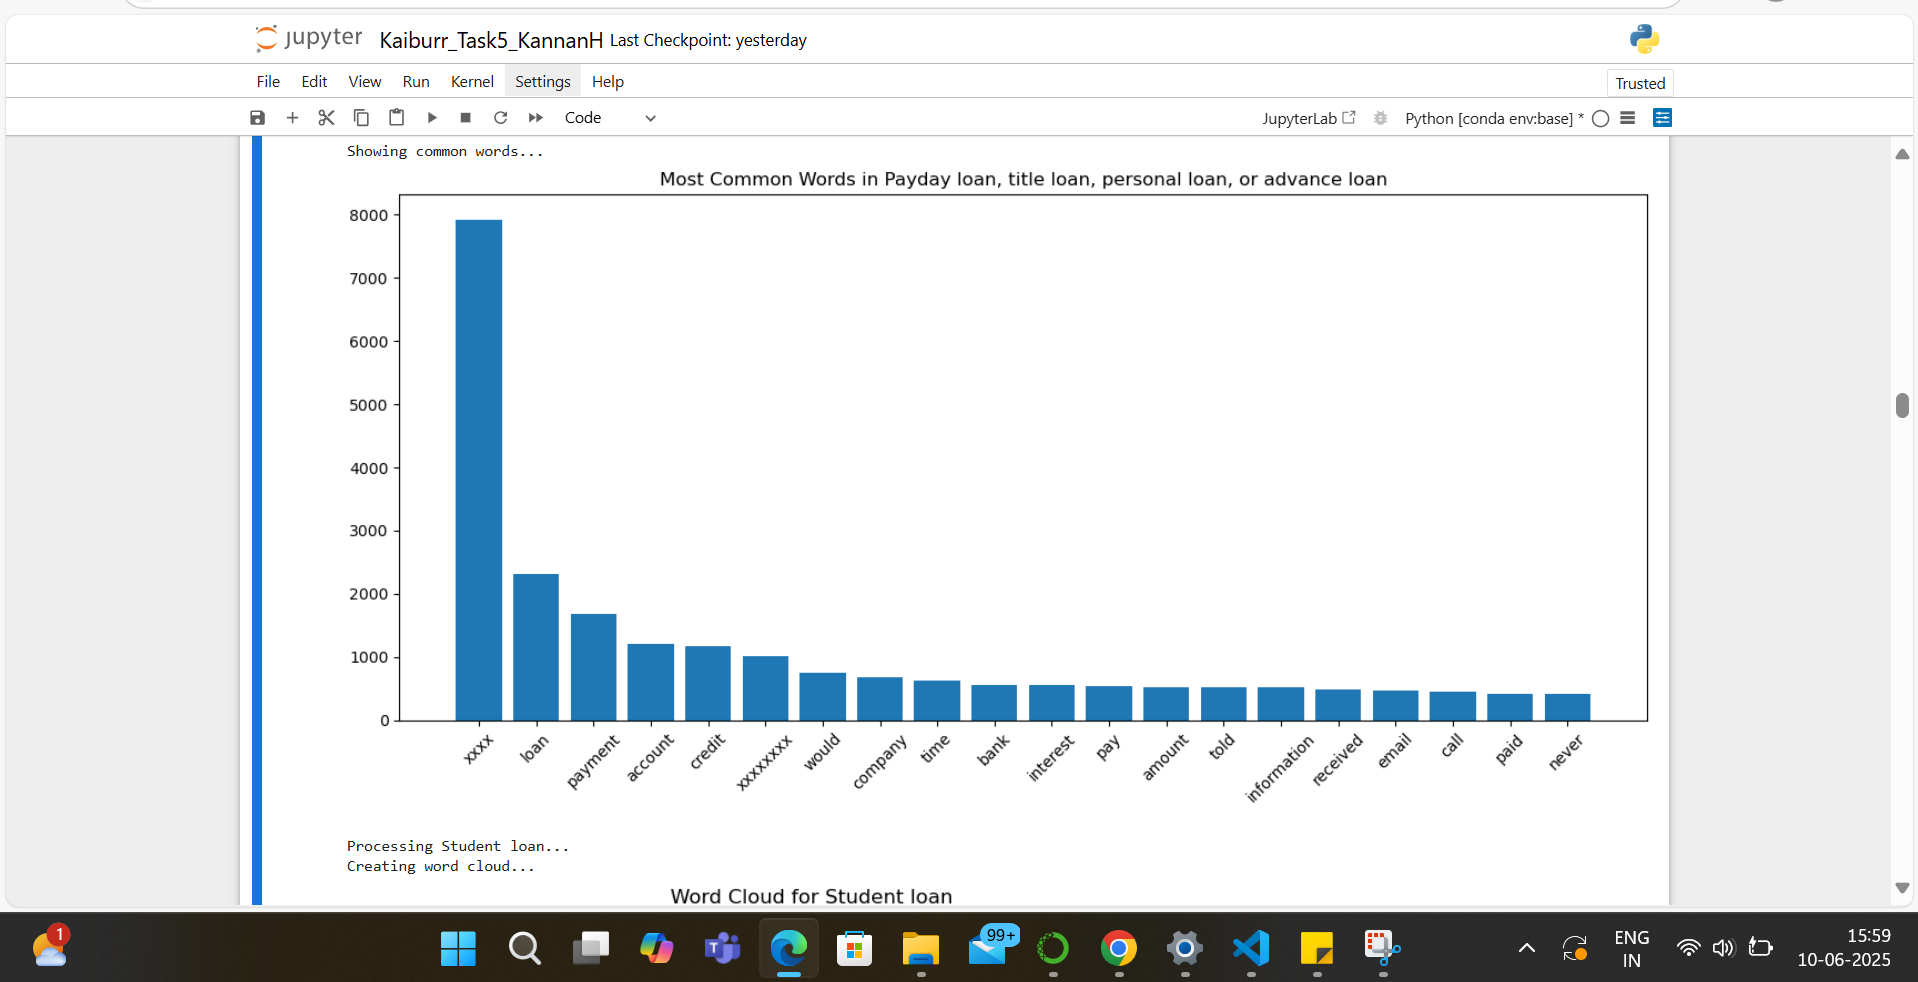 jupyter Kaiburr_Task5_KannanH Last Checkpoint: yesterday
File Edit View Run Kernel Settings Help
Trusted
Code
JupyterLab
Python [conda env:base] *
Showing common words...
Most Common Words in Payday loan, title loan, personal loan, or advance loan
8000
7000
6000
5000
4000
3000
2000
1000
0
xxxx
loan
payment
account
credit
xxxxxxxx
would
company
time
bank
interest
pay
amount
told
information
received
email
call
paid
never
Processing Student loan...
Creating word cloud...
Word Cloud for Student loan
1
T
99+
ENG
IN
15:59
10-06-2025